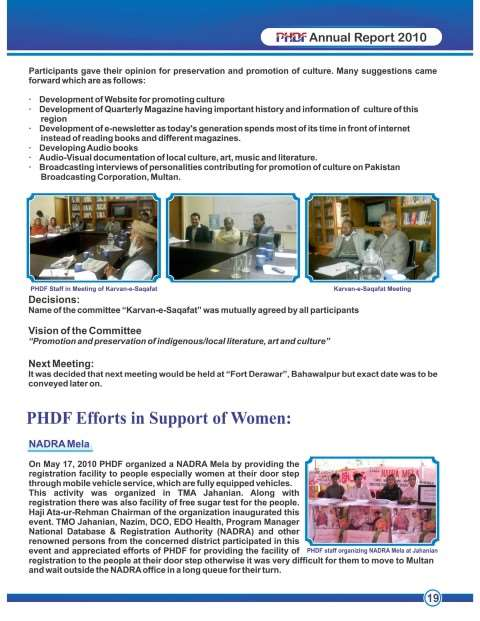 PHDF Annual Report 2010
Participants gave their opinion for preservation and promotion of culture. Many suggestions came
forward which are as follows:
· Development of Website for promoting culture
· Development of Quarterly Magazine having important history and information of culture of this
region
· Development of e-newsletter as today's generation spends most of its time in front of internet
instead of reading books and different magazines.
· Developing Audio books
· Audio-Visual documentation of local culture, art, music and literature.
· Broadcasting interviews of personalities contributing for promotion of culture on Pakistan
Broadcasting Corporation, Multan.
PHDF Staff in Meeting of Karvan-e-Saqafat
Karvan-e-Saqafat Meeting
Decisions:
Name of the committee “Karvan-e-Saqafat” was mutually agreed by all participants
Vision of the Committee
“Promotion and preservation of indigenous/local literature, art and culture”
Next Meeting:
It was decided that next meeting would be held at “Fort Derawar”, Bahawalpur but exact date was to be
conveyed later on.
PHDF Efforts in Support of Women:
NADRA Mela
On May 17, 2010 PHDF organized a NADRA Mela by providing the
registration facility to people especially women at their door step
through mobile vehicle service, which are fully equipped vehicles.
This activity was organized in TMA Jahanian. Along with
registration there was also facility of free sugar test for the people.
Haji Ata-ur-Rehman Chairman of the organization inaugurated this
event. TMO Jahanian, Nazim, DCO, EDO Health, Program Manager
National Database & Registration Authority (NADRA) and other
renowned persons from the concerned district participated in this
event and appreciated efforts of PHDF for providing the facility of
registration to the people at their door step otherwise it was very difficult for them to move to Multan
and wait outside the NADRA office in a long queue for their turn.
PHDF staff organizing NADRA Mela at Jahanian
19